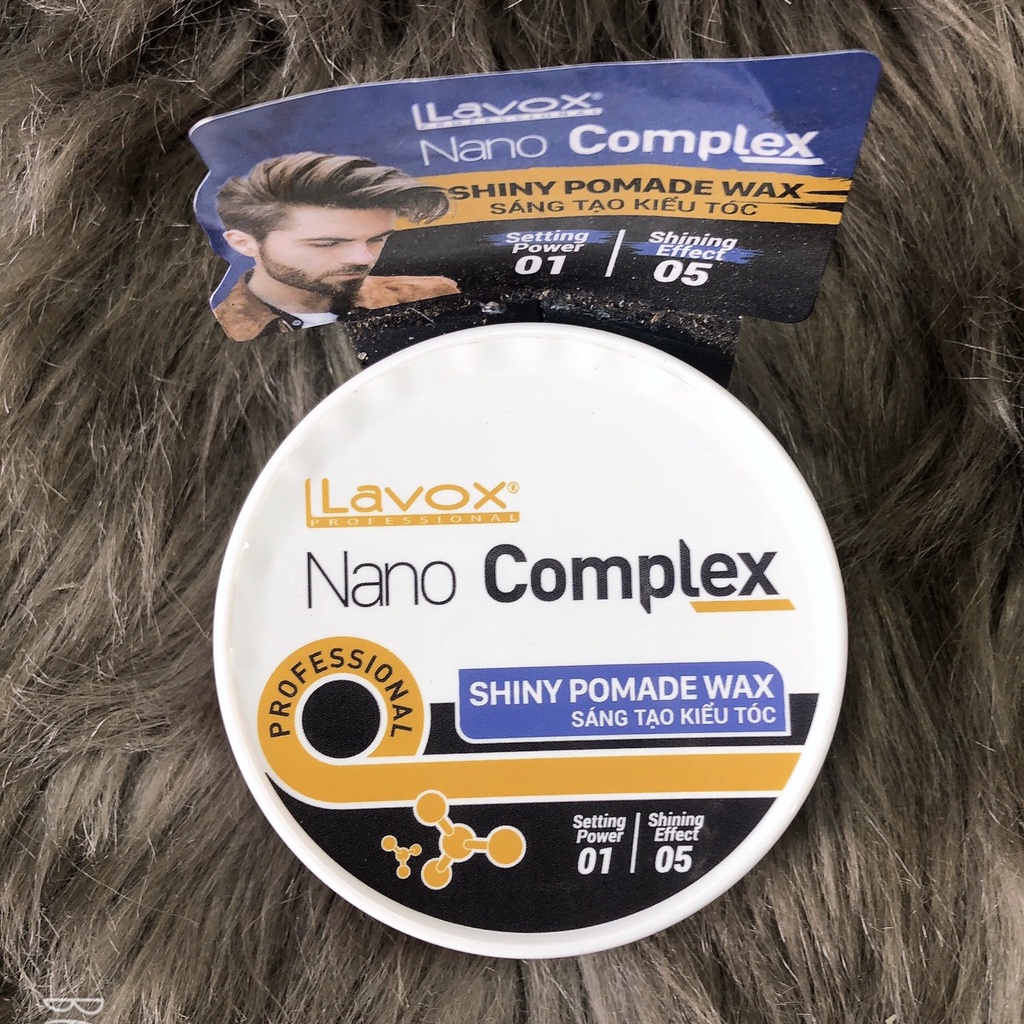 Lavox®
PROFESSIONAL
Nano Complex
SHINY POMADE WAX
SÁNG TẠO KIỂU TÓC
Setting Power 01
Shining Effect 05
Lavox®
PROFESSIONAL
Nano Complex
PROFESSIONAL
SHINY POMADE WAX
SÁNG TẠO KIỂU TÓC
Setting Power 01
Shining Effect 05